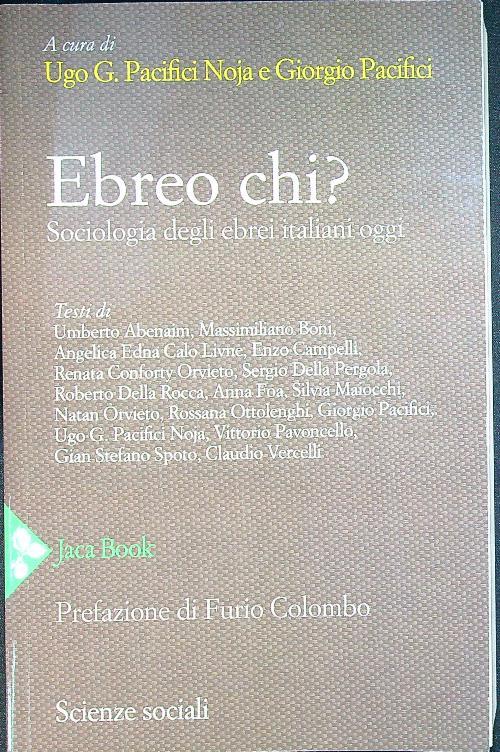 A cura di
Ugo G. Pacifici Noja e Giorgio Pacifici
Ebreo chi?
Sociologia degli ebrei italiani oggi
Testi di
Umberto Abenaim, Massimiliano Boni,
Angelica Edna Calo Livne, Enzo Campelli,
Renata Conforty Orvieto, Sergio Della Pergola,
Roberto Della Rocca, Anna Foa, Silvia Maiocchi,
Natan Orvieto, Rossana Ottolenghi, Giorgio Pacifici,
Ugo G. Pacifici Noja, Vittorio Pavoncello,
Gian Stefano Spoto, Claudio Vercelli
Jaca Book
Prefazione di Furio Colombo
Scienze sociali